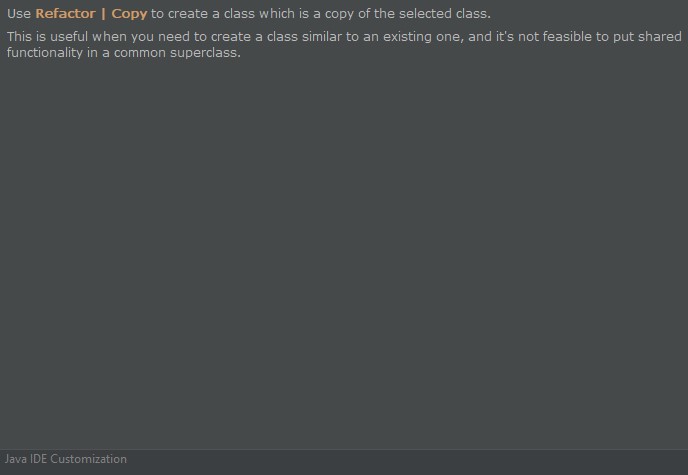 Use Refactor | Copy to create a class which is a copy of the selected class.
This is useful when you need to create a class similar to an existing one, and it's not feasible to put shared
functionality in a common superclass.
Java IDE Customization